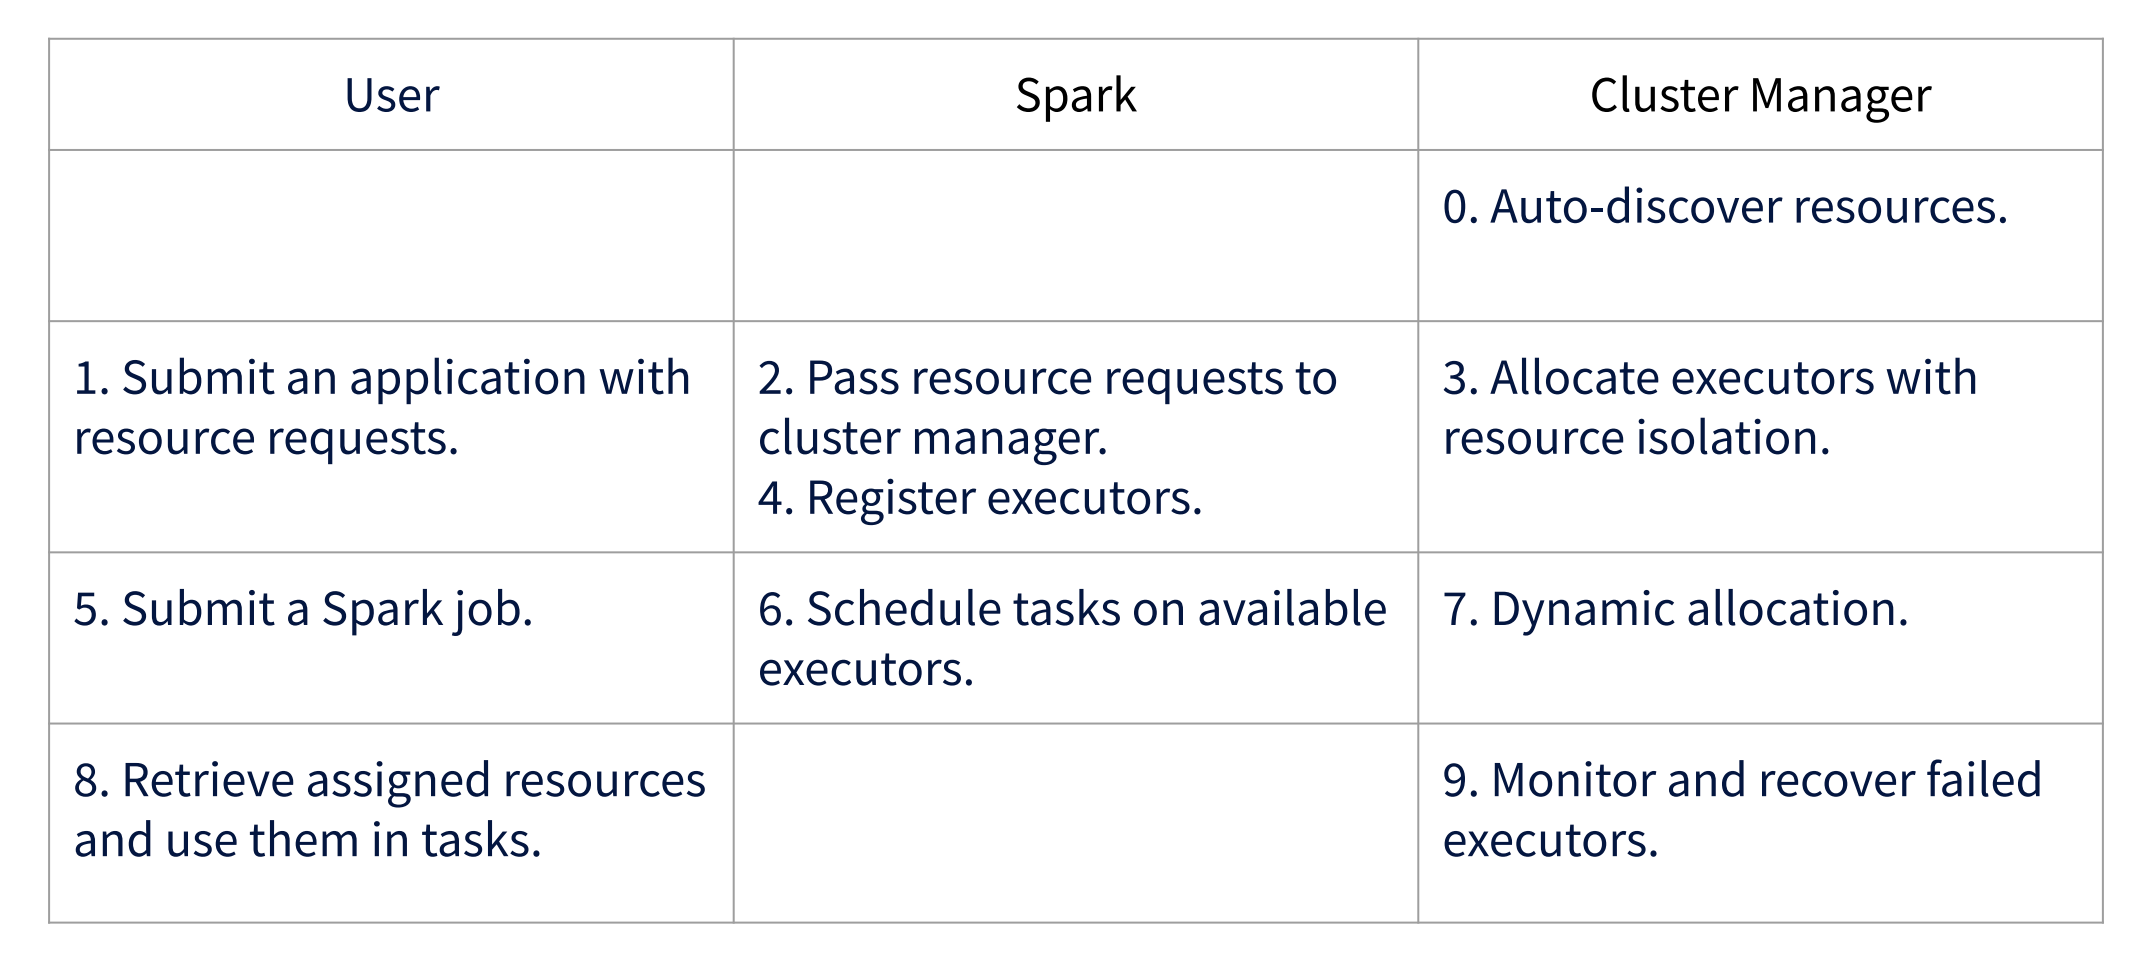 User
Spark
Cluster Manager
0. Auto-discover resources.
1. Submit an application with
resource requests.
2. Pass resource requests to
cluster manager.
4. Register executors.
3. Allocate executors with
resource isolation.
5. Submit a Spark job.
6. Schedule tasks on available
executors.
7. Dynamic allocation.
8. Retrieve assigned resources
and use them in tasks.
9. Monitor and recover failed
executors.